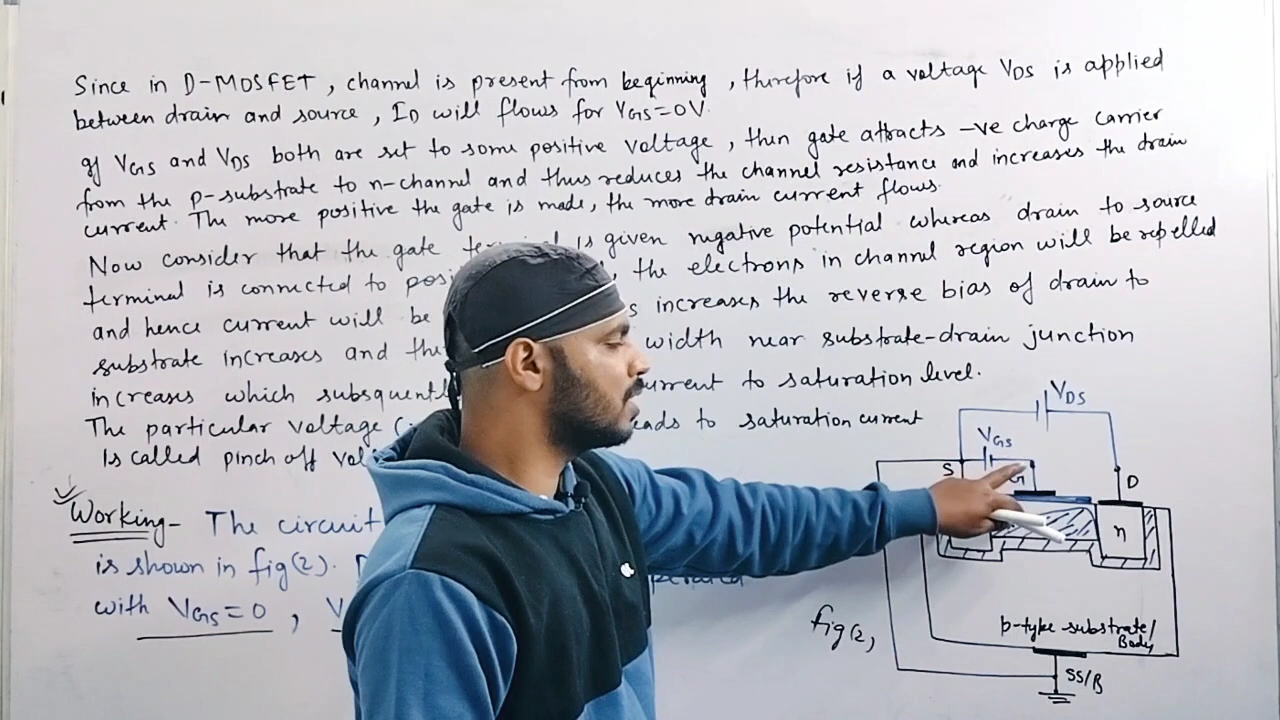 Since in D-MOSFET, channel is present from beginning, therefore if a voltage VDS is applied
between drain and source, ID will flows for VGS=0V.
If VGS and VDS both are set to some positive voltage, then gate attracts -ve charge carrier
from the p-substrate to n-channel and thus reduces the channel resistance and increases the drain
current. The more positive the gate is made, the more drain current flows.
Now consider that the gate is given negative potential whereas drain to source
terminal is connected to the electrons in channel region will be repelled
and hence current will be increases the reverse bias of drain to
substrate increases and width near substrate-drain junction
increases which current to saturation level.
The particular voltage to saturation current
is called pinch off
Working- The circuit
is shown in fig(2).
with VGS=0,
VDS
VGS
S
G
D
n
fig(2)
p-type substrate/
Body
SS/B